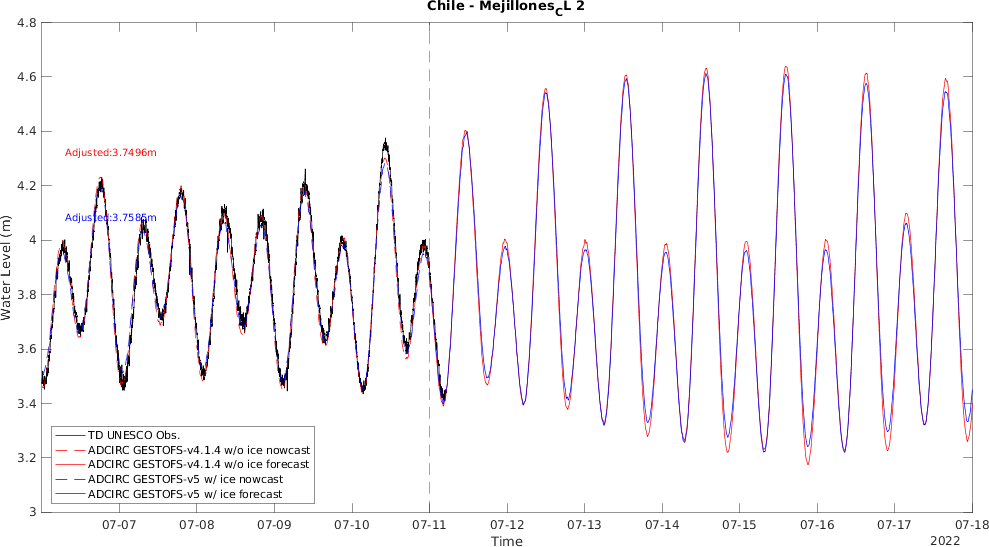 Chile - Mejillones_CL 2
4.8
4.6
4.4
4.2
4
3.8
3.6
3.4
3.2
3
Water Level (m)
Adjusted:3.7496m
Adjusted:3.7585m
TD UNESCO Obs.
ADCIRC GESTOFS-v4.1.4 w/o ice nowcast
ADCIRC GESTOFS-v4.1.4 w/o ice forecast
ADCIRC GESTOFS-v5 w/ ice nowcast
ADCIRC GESTOFS-v5 w/ ice forecast
07-07 07-08 07-09 07-10 07-11 07-12 07-13 07-14 07-15 07-16 07-17 07-18
Time
2022